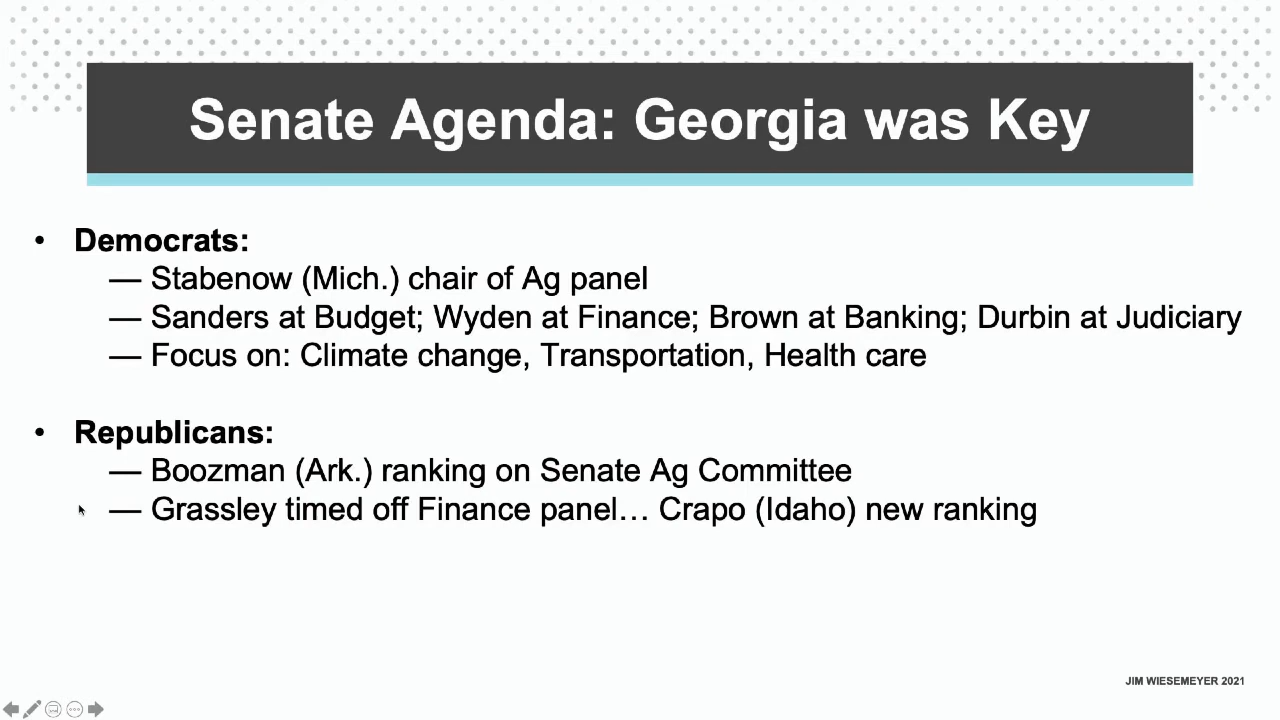 Senate Agenda: Georgia was Key
• Democrats:
— Stabenow (Mich.) chair of Ag panel
— Sanders at Budget; Wyden at Finance; Brown at Banking; Durbin at Judiciary
— Focus on: Climate change, Transportation, Health care
• Republicans:
— Boozman (Ark.) ranking on Senate Ag Committee
— Grassley timed off Finance panel… Crapo (Idaho) new ranking
JIM WIESEMEYER 2021